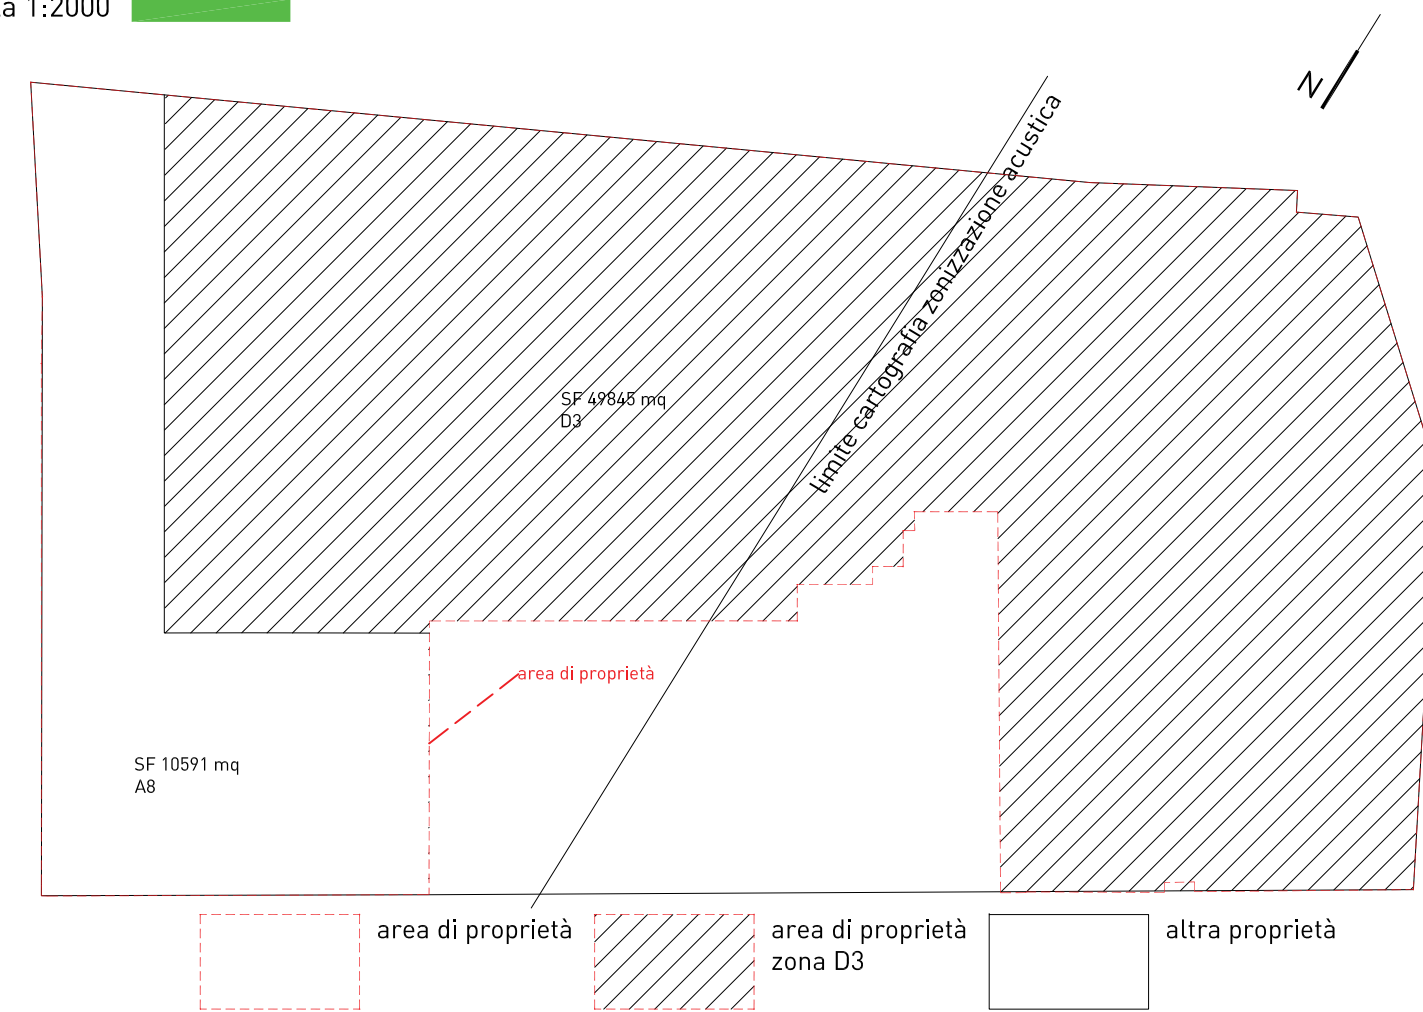 1:2000
N
limite cartografia zonizzazione acustica
SF 49845 mq
D3
area di proprietà
SF 10591 mq
A8
area di proprietà
area di proprietà
zona D3
altra proprietà